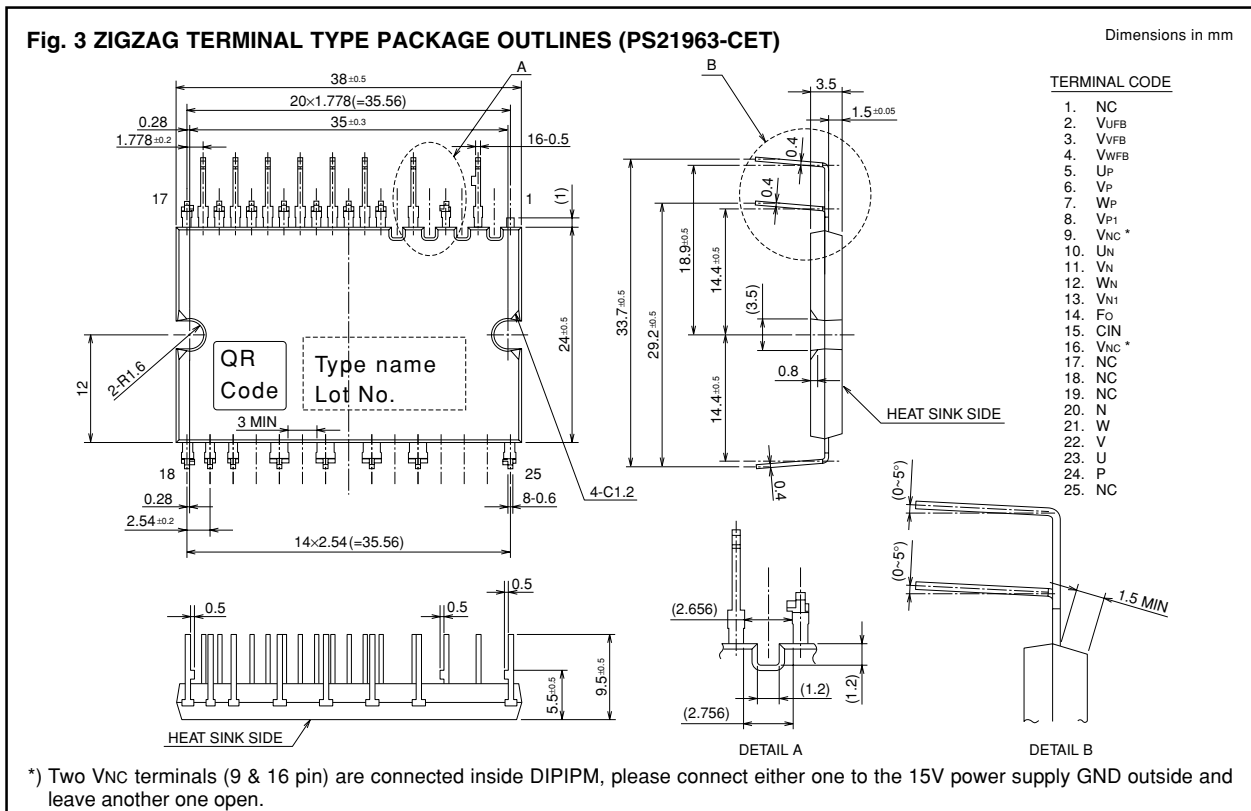 Fig. 3 ZIGZAG TERMINAL TYPE PACKAGE OUTLINES (PS21963-CET)
Dimensions in mm
A
38±0.5
20×1.778(=35.56)
35±0.3
0.28
1.778±0.2
16-0.5
17
1
(1)
24±0.5
12
2-R1.6
QR
Code
Type name
Lot No.
3 MIN
18
25
0.28
2.54±0.2
14×2.54(=35.56)
4-C1.2
8-0.6
B
3.5
1.5±0.05
0.4
0.4
33.7±0.5
29.2±0.5
18.9±0.5
14.4±0.5
(3.5)
0.8
14.4±0.5
0.4
HEAT SINK SIDE
TERMINAL CODE
1. NC
2. VUFB
3. VVFB
4. VWFB
5. UP
6. VP
7. WP
8. VP1
9. VNC *
10. UN
11. VN
12. WN
13. VN1
14. FO
15. CIN
16. VNC *
17. NC
18. NC
19. NC
20. N
21. W
22. V
23. U
24. P
25. NC
0.5
0.5
0.5
5.5±0.5
9.5±0.5
HEAT SINK SIDE
(2.656)
(1.2)
(1.2)
(2.756)
DETAIL A
(0~5°)
(0~5°)
1.5 MIN
DETAIL B
*) Two VNC terminals (9 & 16 pin) are connected inside DIPIPM, please connect either one to the 15V power supply GND outside and
leave another one open.